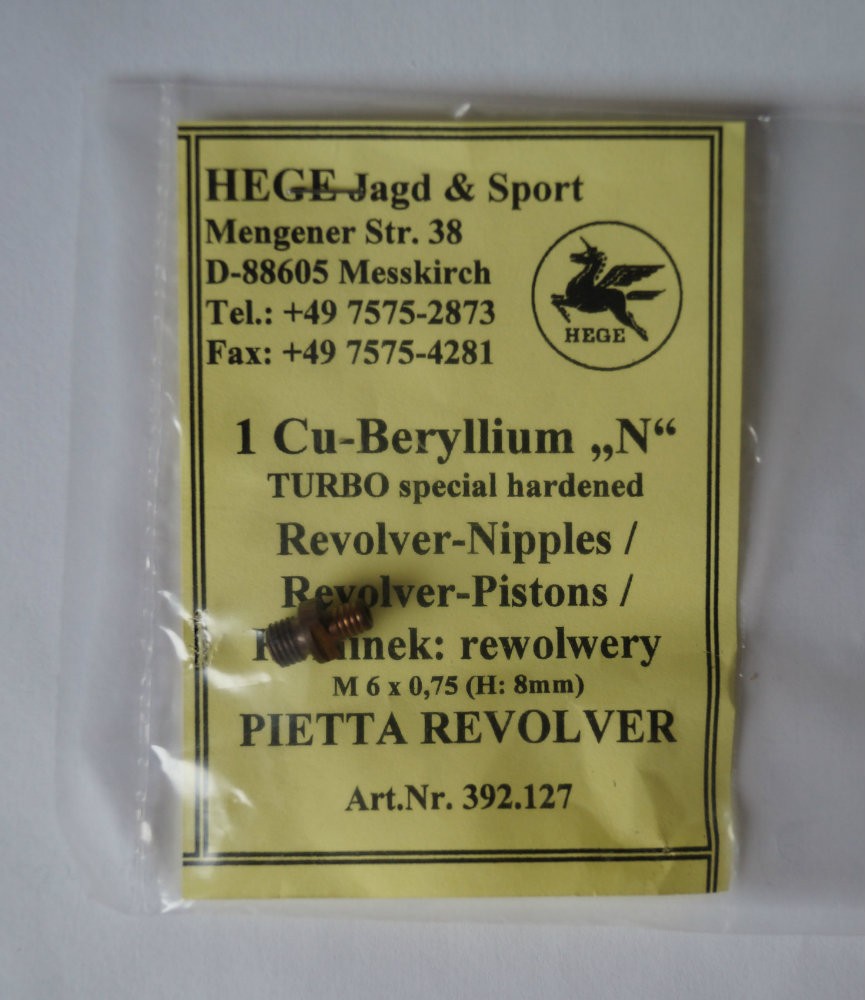 HEGE Jagd & Sport
Mengener Str. 38
D-88605 Messkirch
Tel.: +49 7575-2873
Fax: +49 7575-4281
HEGE
1 Cu-Beryllium „N“
TURBO special hardened
Revolver-Nipples /
Revolver-Pistons /
rewolwery
M 6 x 0,75 (H: 8mm)
PIETTA REVOLVER
Art.Nr. 392.127